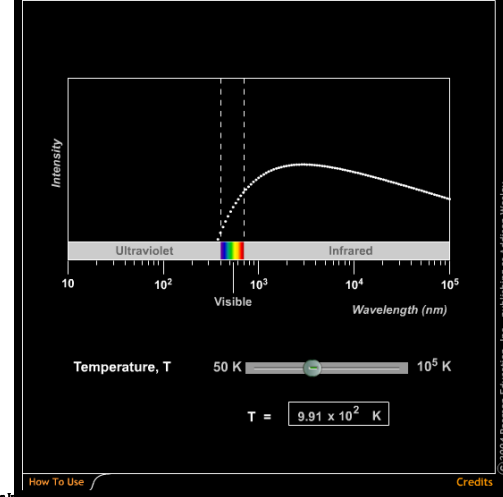 Intensity
Ultraviolet
Infrared
10
10²
10³
10⁴
10⁵
Visible
Wavelength (nm)
Temperature, T
50 K
10⁵ K
T = 9.91 x 10² K
How To Use
Credits